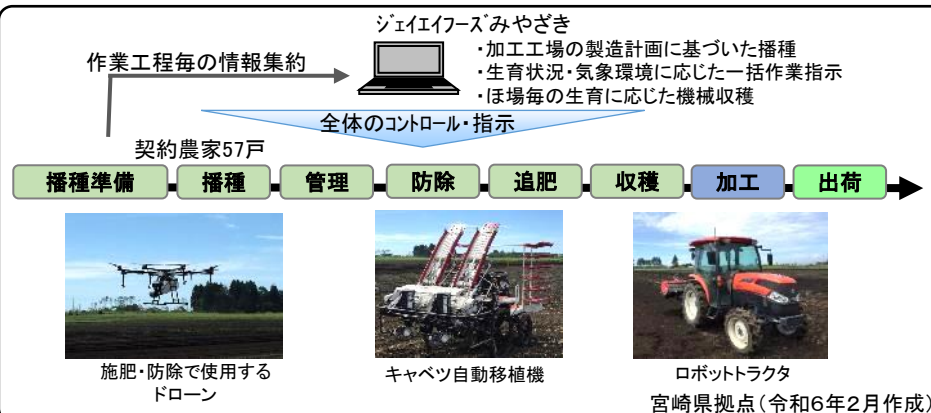 ｼﾞｪｲｴｲﾌｰｽﾞみやざき
作業工程毎の情報集約
・加工工場の製造計画に基づいた播種
・生育状況・気象環境に応じた一括作業指示
・ほ場毎の生育に応じた機械収穫
全体のｺﾝﾄﾛｰﾙ・指示
契約農家57戸
播種準備 播種 管理 防除 追肥 収穫 加工 出荷
施肥・防除で使用する
ドローン
キャベツ自動移植機
ロボットトラクタ
宮崎県拠点（令和６年２月作成）